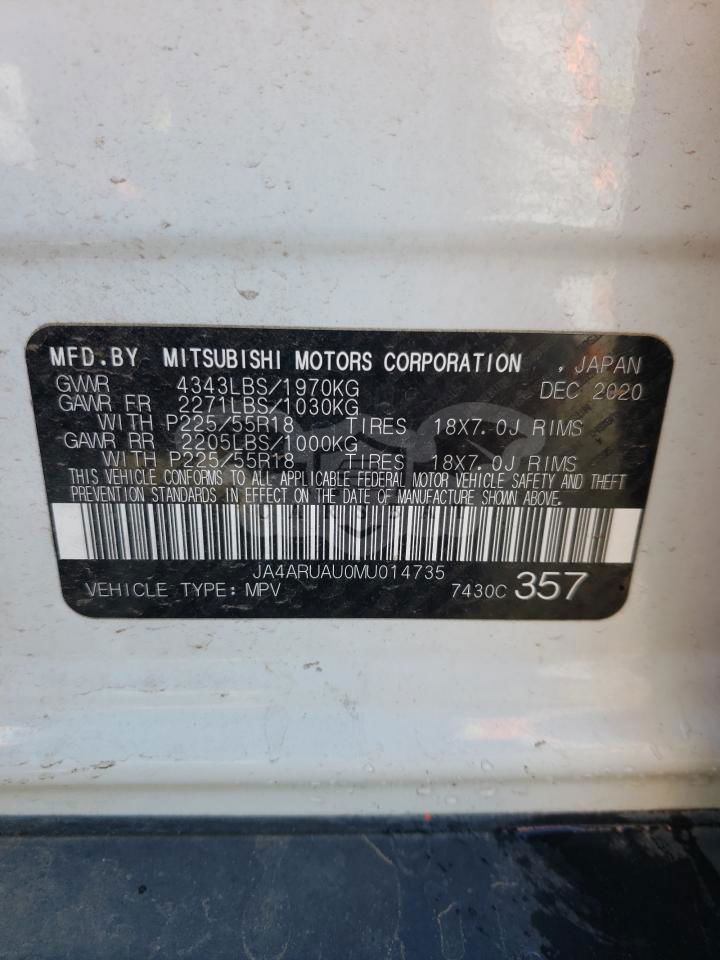 MFD.BY MITSUBISHI MOTORS CORPORATION , JAPAN
GVWR 4343LBS/1970KG DEC 2020
GAWR FR 2271LBS/1030KG
WITH P225/55R18 TIRES 18X7.0J RIMS
GAWR RR 2205LBS/1000KG
WITH P225/55R18 TIRES 18X7.0J RIMS
THIS VEHICLE CONFORMS TO ALL APPLICABLE FEDERAL MOTOR VEHICLE SAFETY AND THEFT
PREVENTION STANDARDS IN EFFECT ON THE DATE OF MANUFACTURE SHOWN ABOVE.
JA4ARUAU0MU014735
VEHICLE TYPE: MPV 7430C 357